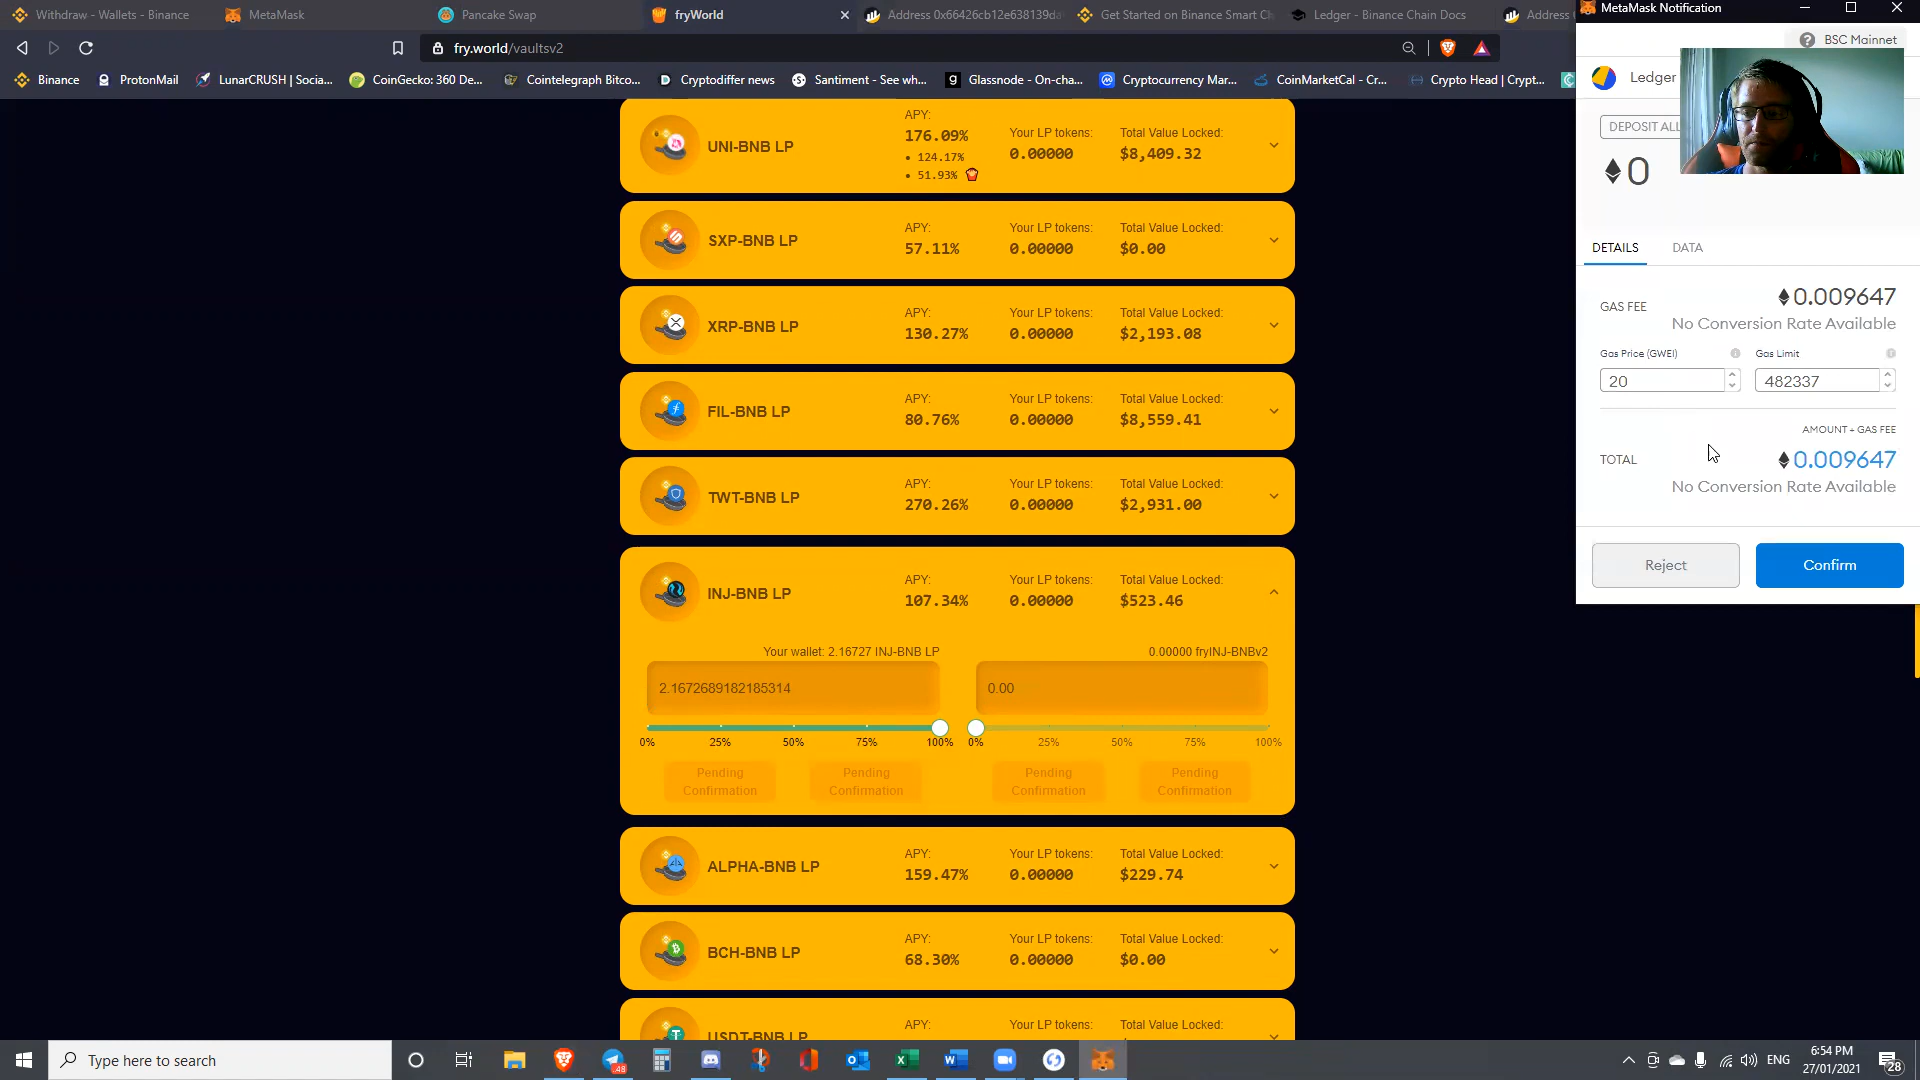 Withdraw - Wallets - Binance
MetaMask
Pancake Swap
fryWorld
Address 0x66426cb12e638139da
Get Started on Binance Smart Ch
Ledger - Binance Chain Docs
Address
MetaMask Notification
fry.world/vaultsv2
BSC Mainnet
Binance
ProtonMail
LunarCRUSH | Socia...
CoinGecko: 360 De...
Cointelegraph Bitco...
Cryptodiffer news
Santiment - See wh...
Glassnode - On-cha...
Cryptocurrency Mar...
CoinMarketCal - Cr...
Crypto Head | Crypt...
Ledger
DEPOSIT ALL
0
DETAILS
DATA
GAS FEE
0.009647
No Conversion Rate Available
Gas Price (GWEI)
Gas Limit
20
482337
AMOUNT + GAS FEE
TOTAL
0.009647
No Conversion Rate Available
Reject
Confirm
UNI-BNB LP
APY:
176.09%
• 124.17%
• 51.93%
Your LP tokens:
0.00000
Total Value Locked:
$8,409.32
SXP-BNB LP
APY:
57.11%
Your LP tokens:
0.00000
Total Value Locked:
$0.00
XRP-BNB LP
APY:
130.27%
Your LP tokens:
0.00000
Total Value Locked:
$2,193.08
FIL-BNB LP
APY:
80.76%
Your LP tokens:
0.00000
Total Value Locked:
$8,559.41
TWT-BNB LP
APY:
270.26%
Your LP tokens:
0.00000
Total Value Locked:
$2,931.00
INJ-BNB LP
APY:
107.34%
Your LP tokens:
0.00000
Total Value Locked:
$523.46
Your wallet: 2.16727 INJ-BNB LP
0.00000 fryINJ-BNBv2
2.1672689182185314
0.00
0% 25% 50% 75% 100%
0% 25% 50% 75% 100%
Pending
Confirmation
Pending
Confirmation
Pending
Confirmation
Pending
Confirmation
ALPHA-BNB LP
APY:
159.47%
Your LP tokens:
0.00000
Total Value Locked:
$229.74
BCH-BNB LP
APY:
68.30%
Your LP tokens:
0.00000
Total Value Locked:
$0.00
USDT-BNB LP
APY:
Your LP tokens:
Total Value Locked:
Type here to search
48
ENG
6:54 PM
27/01/2021
28